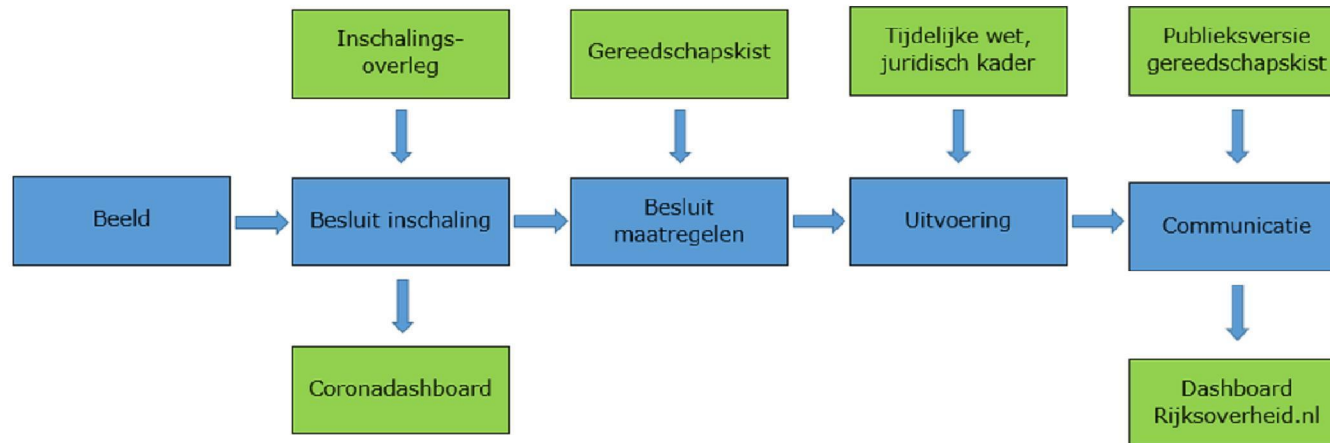 Inschalings-
overleg
Gereedschapskist
Tijdelijke wet,
juridisch kader
Publieksversie
gereedschapskist
Beeld
Besluit inschaling
Besluit
maatregelen
Uitvoering
Communicatie
Coronadashboard
Dashboard
Rijksoverheid.nl